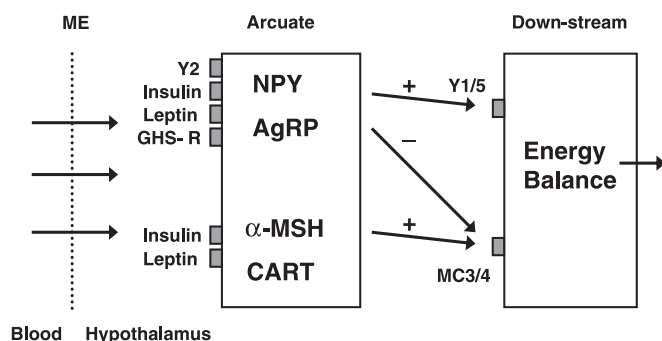 ME
Arcuate
Down-stream
Y2
Insulin
Leptin
GHS- R
NPY
AgRP
+
–
Y1/5
Energy
Balance
Insulin
Leptin
α-MSH
CART
+
MC3/4
Blood
Hypothalamus